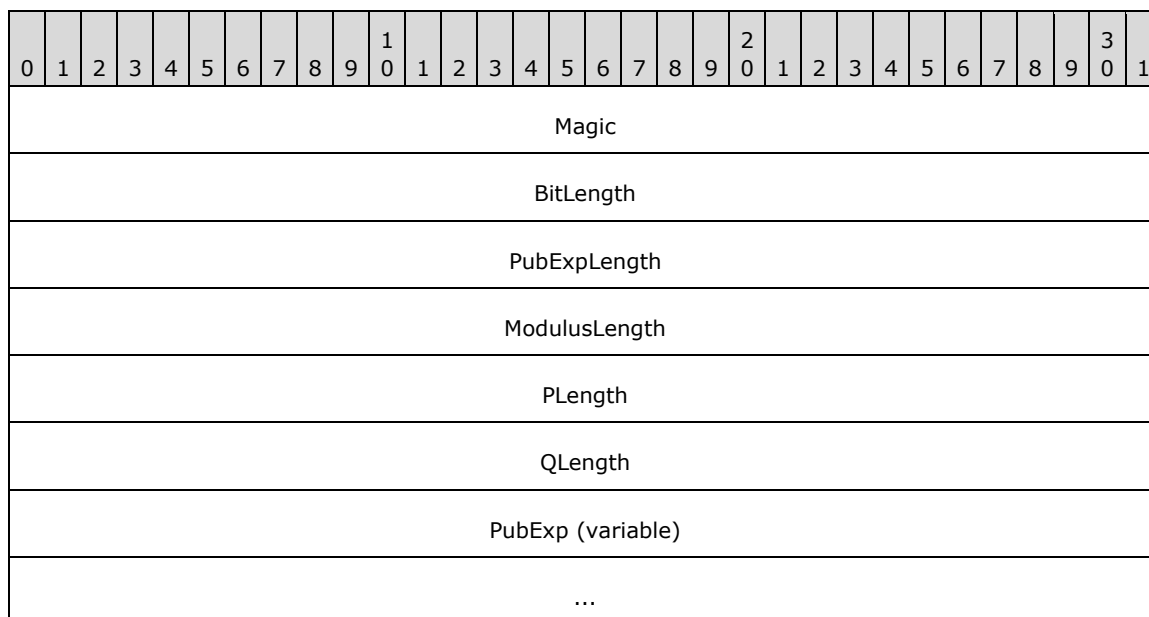 1 2 3
0 1 2 3 4 5 6 7 8 9 0 1 2 3 4 5 6 7 8 9 0 1 2 3 4 5 6 7 8 9 0 1
Magic
BitLength
PubExpLength
ModulusLength
PLength
QLength
PubExp (variable)
...